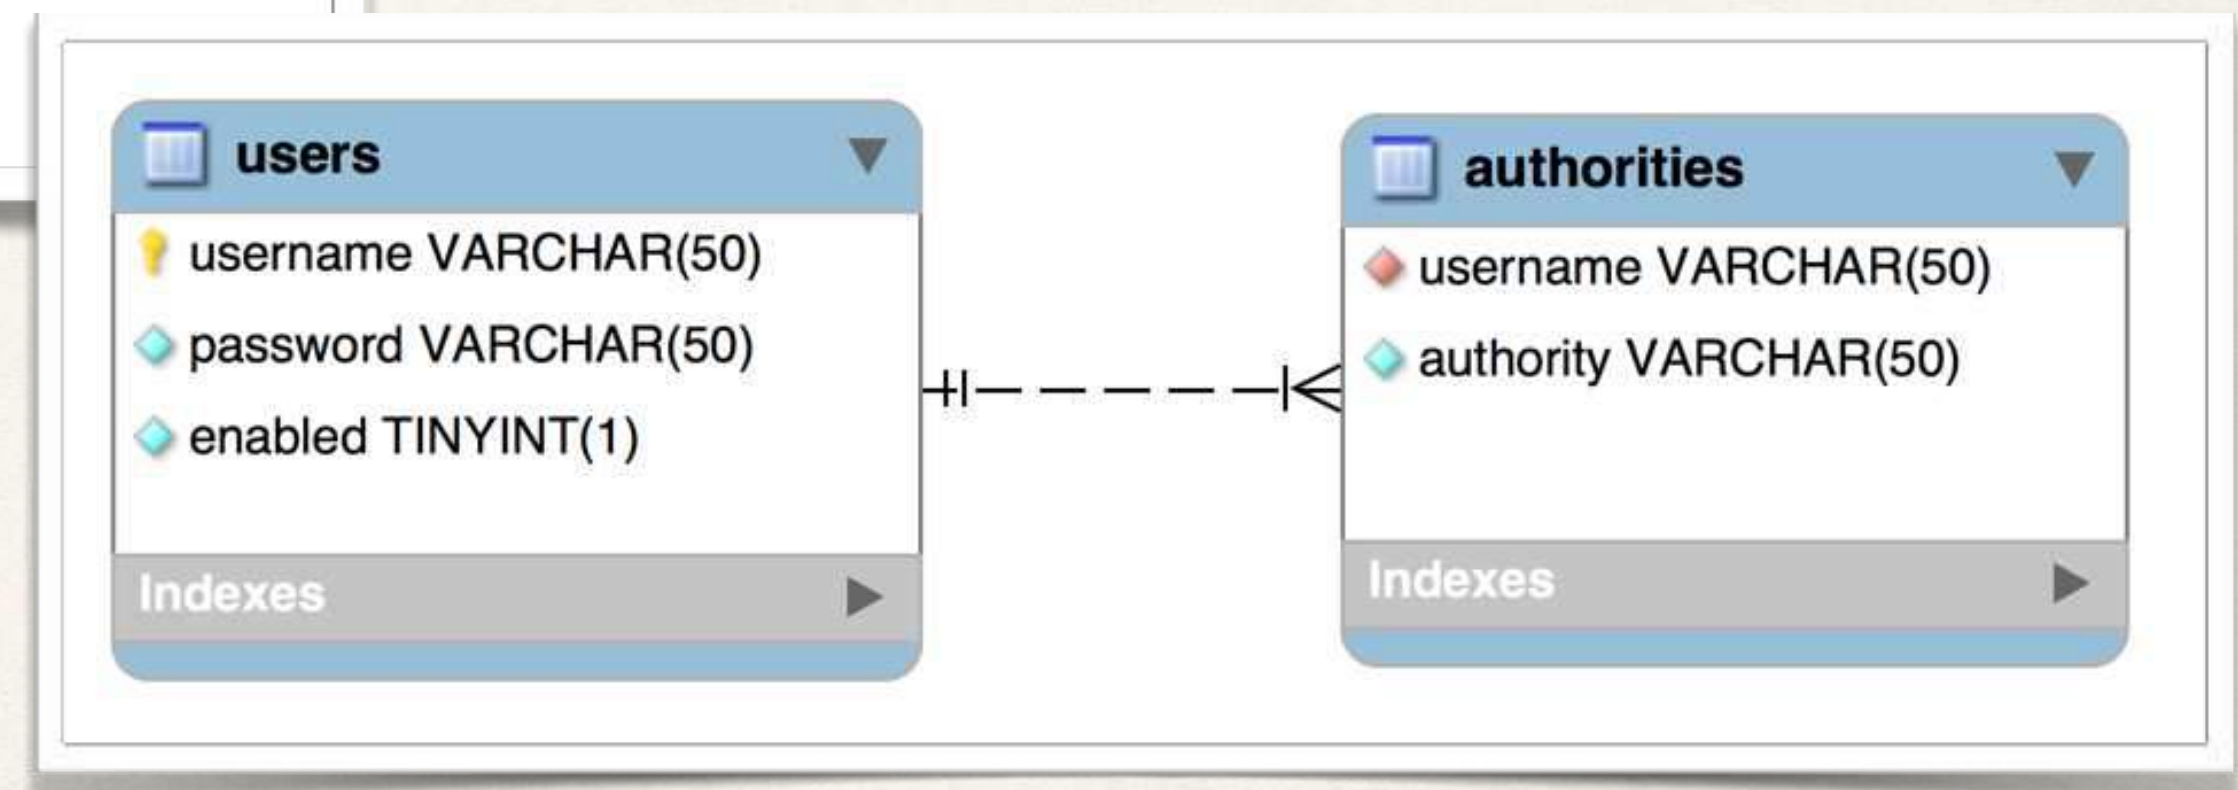 users
username VARCHAR(50)
password VARCHAR(50)
enabled TINYINT(1)
Indexes
authorities
username VARCHAR(50)
authority VARCHAR(50)
Indexes